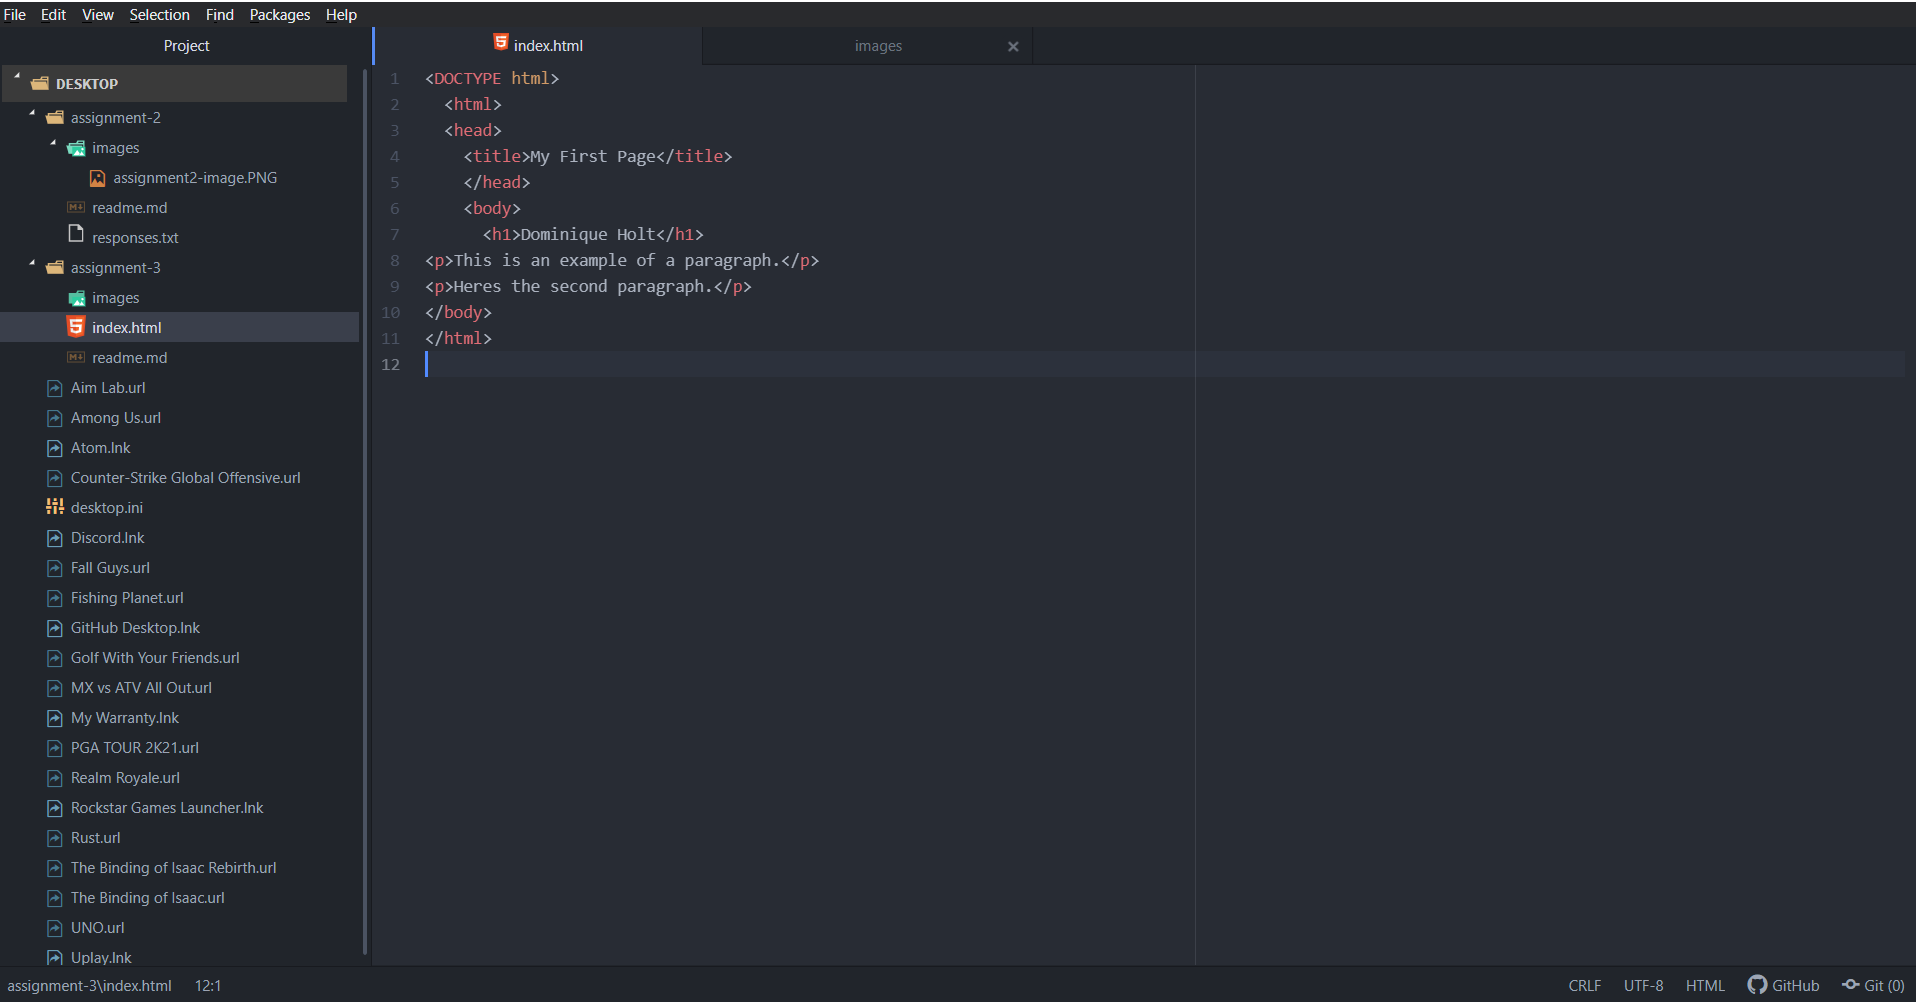 File Edit View Selection Find Packages Help
Project
DESKTOP
assignment-2
images
assignment2-image.PNG
readme.md
responses.txt
assignment-3
images
index.html
readme.md
Aim Lab.url
Among Us.url
Atom.lnk
Counter-Strike Global Offensive.url
desktop.ini
Discord.lnk
Fall Guys.url
Fishing Planet.url
GitHub Desktop.lnk
Golf With Your Friends.url
MX vs ATV All Out.url
My Warranty.lnk
PGA TOUR 2K21.url
Realm Royale.url
Rockstar Games Launcher.lnk
Rust.url
The Binding of Isaac Rebirth.url
The Binding of Isaac.url
UNO.url
Uplay.lnk
index.html images
1 <DOCTYPE html>
2 <html>
3 <head>
4 <title>My First Page</title>
5 </head>
6 <body>
7 <h1>Dominique Holt</h1>
8 <p>This is an example of a paragraph.</p>
9 <p>Heres the second paragraph.</p>
10 </body>
11 </html>
12
assignment-3\index.html 12:1 CRLF UTF-8 HTML GitHub Git (0)